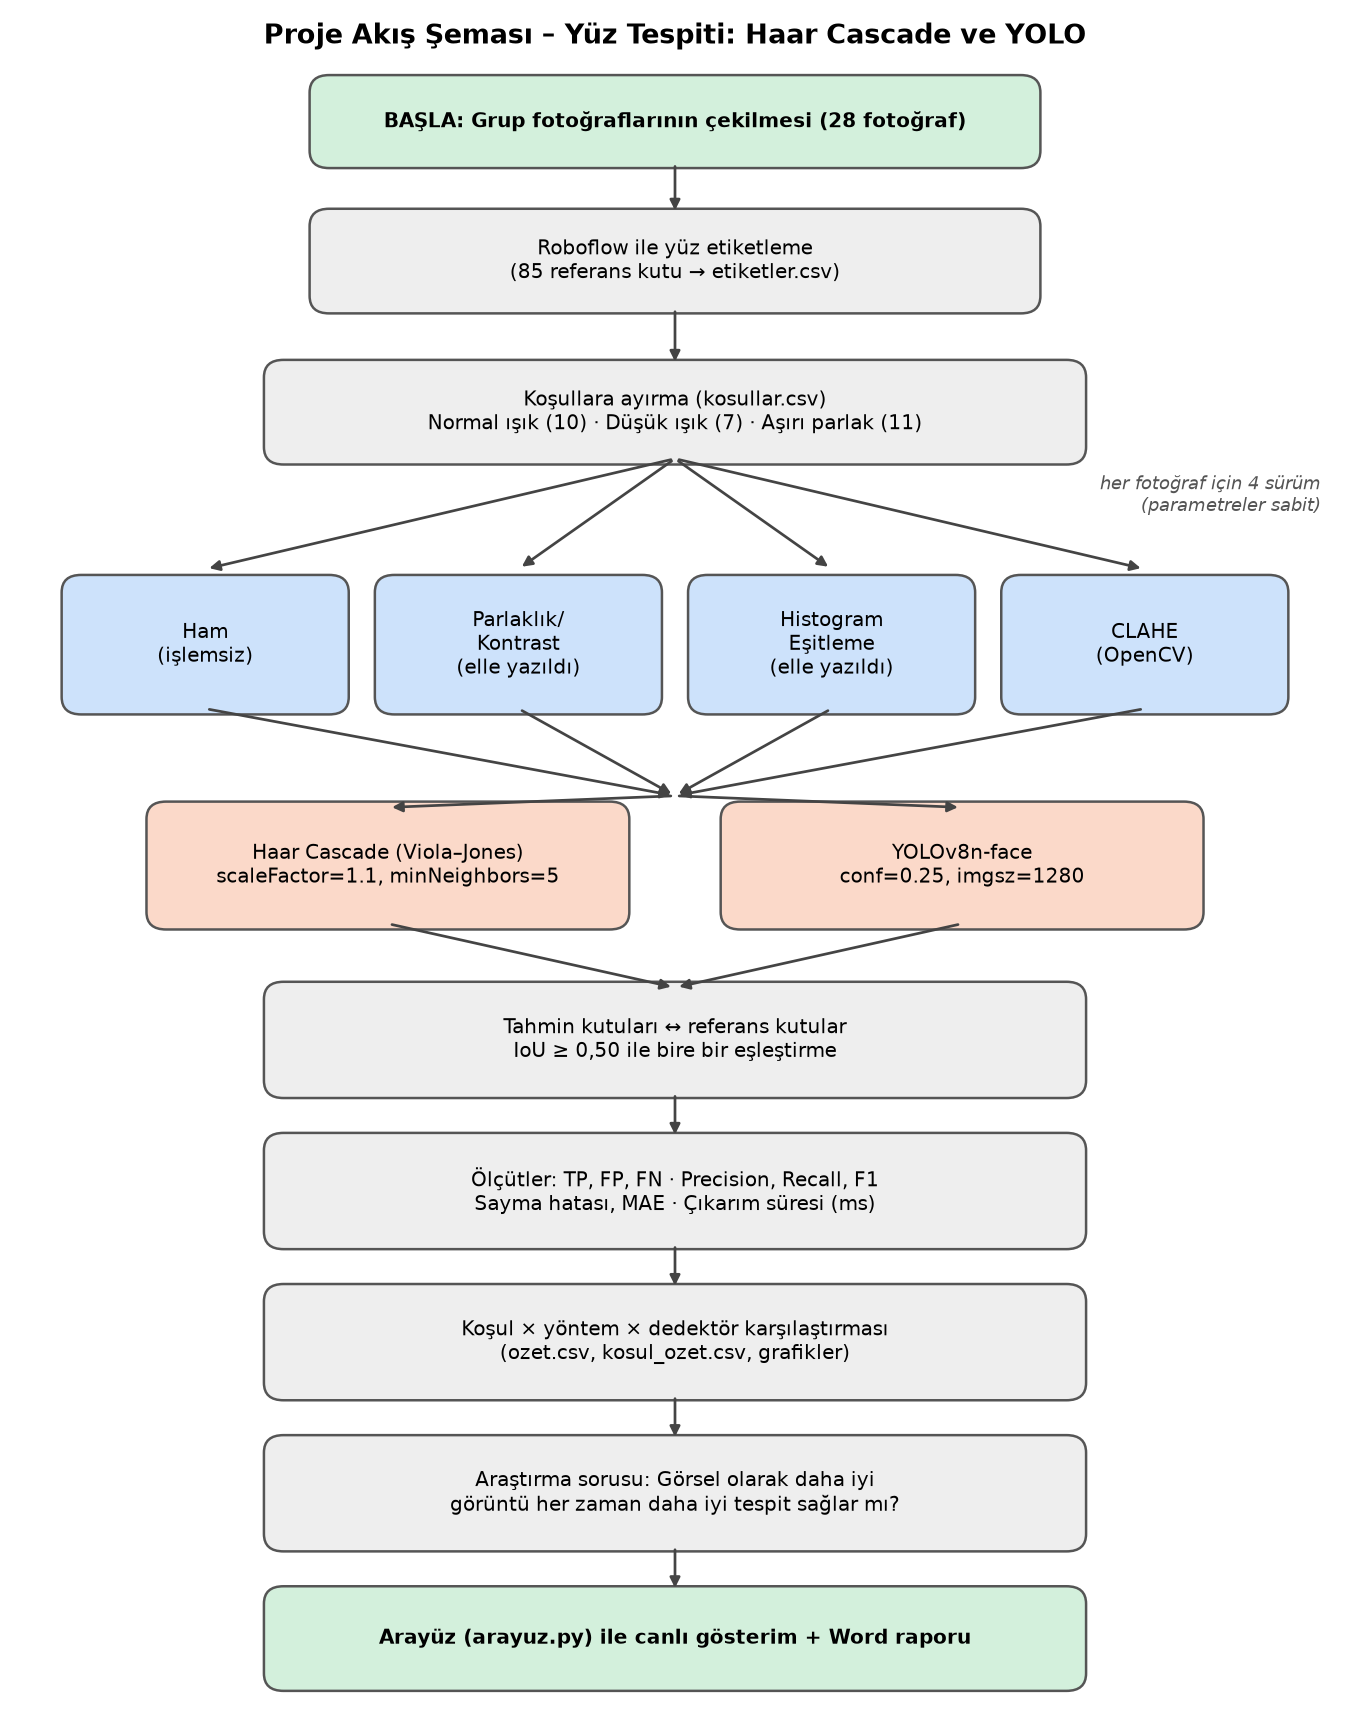 Proje Akış Şeması – Yüz Tespiti: Haar Cascade ve YOLO
BAŞLA: Grup fotoğraflarının çekilmesi (28 fotoğraf)
Roboflow ile yüz etiketleme
(85 referans kutu → etiketler.csv)
Koşullara ayırma (kosullar.csv)
Normal ışık (10) · Düşük ışık (7) · Aşırı parlak (11)
her fotoğraf için 4 sürüm
(parametreler sabit)
Ham
(işlemsiz)
Parlaklık/
Kontrast
(elle yazıldı)
Histogram
Eşitleme
(elle yazıldı)
CLAHE
(OpenCV)
Haar Cascade (Viola–Jones)
scaleFactor=1.1, minNeighbors=5
YOLOv8n-face
conf=0.25, imgsz=1280
Tahmin kutuları ↔ referans kutular
IoU ≥ 0,50 ile bire bir eşleştirme
Ölçütler: TP, FP, FN · Precision, Recall, F1
Sayma hatası, MAE · Çıkarım süresi (ms)
Koşul × yöntem × dedektör karşılaştırması
(ozet.csv, kosul_ozet.csv, grafikler)
Araştırma sorusu: Görsel olarak daha iyi
görüntü her zaman daha iyi tespit sağlar mı?
Arayüz (arayuz.py) ile canlı gösterim + Word raporu